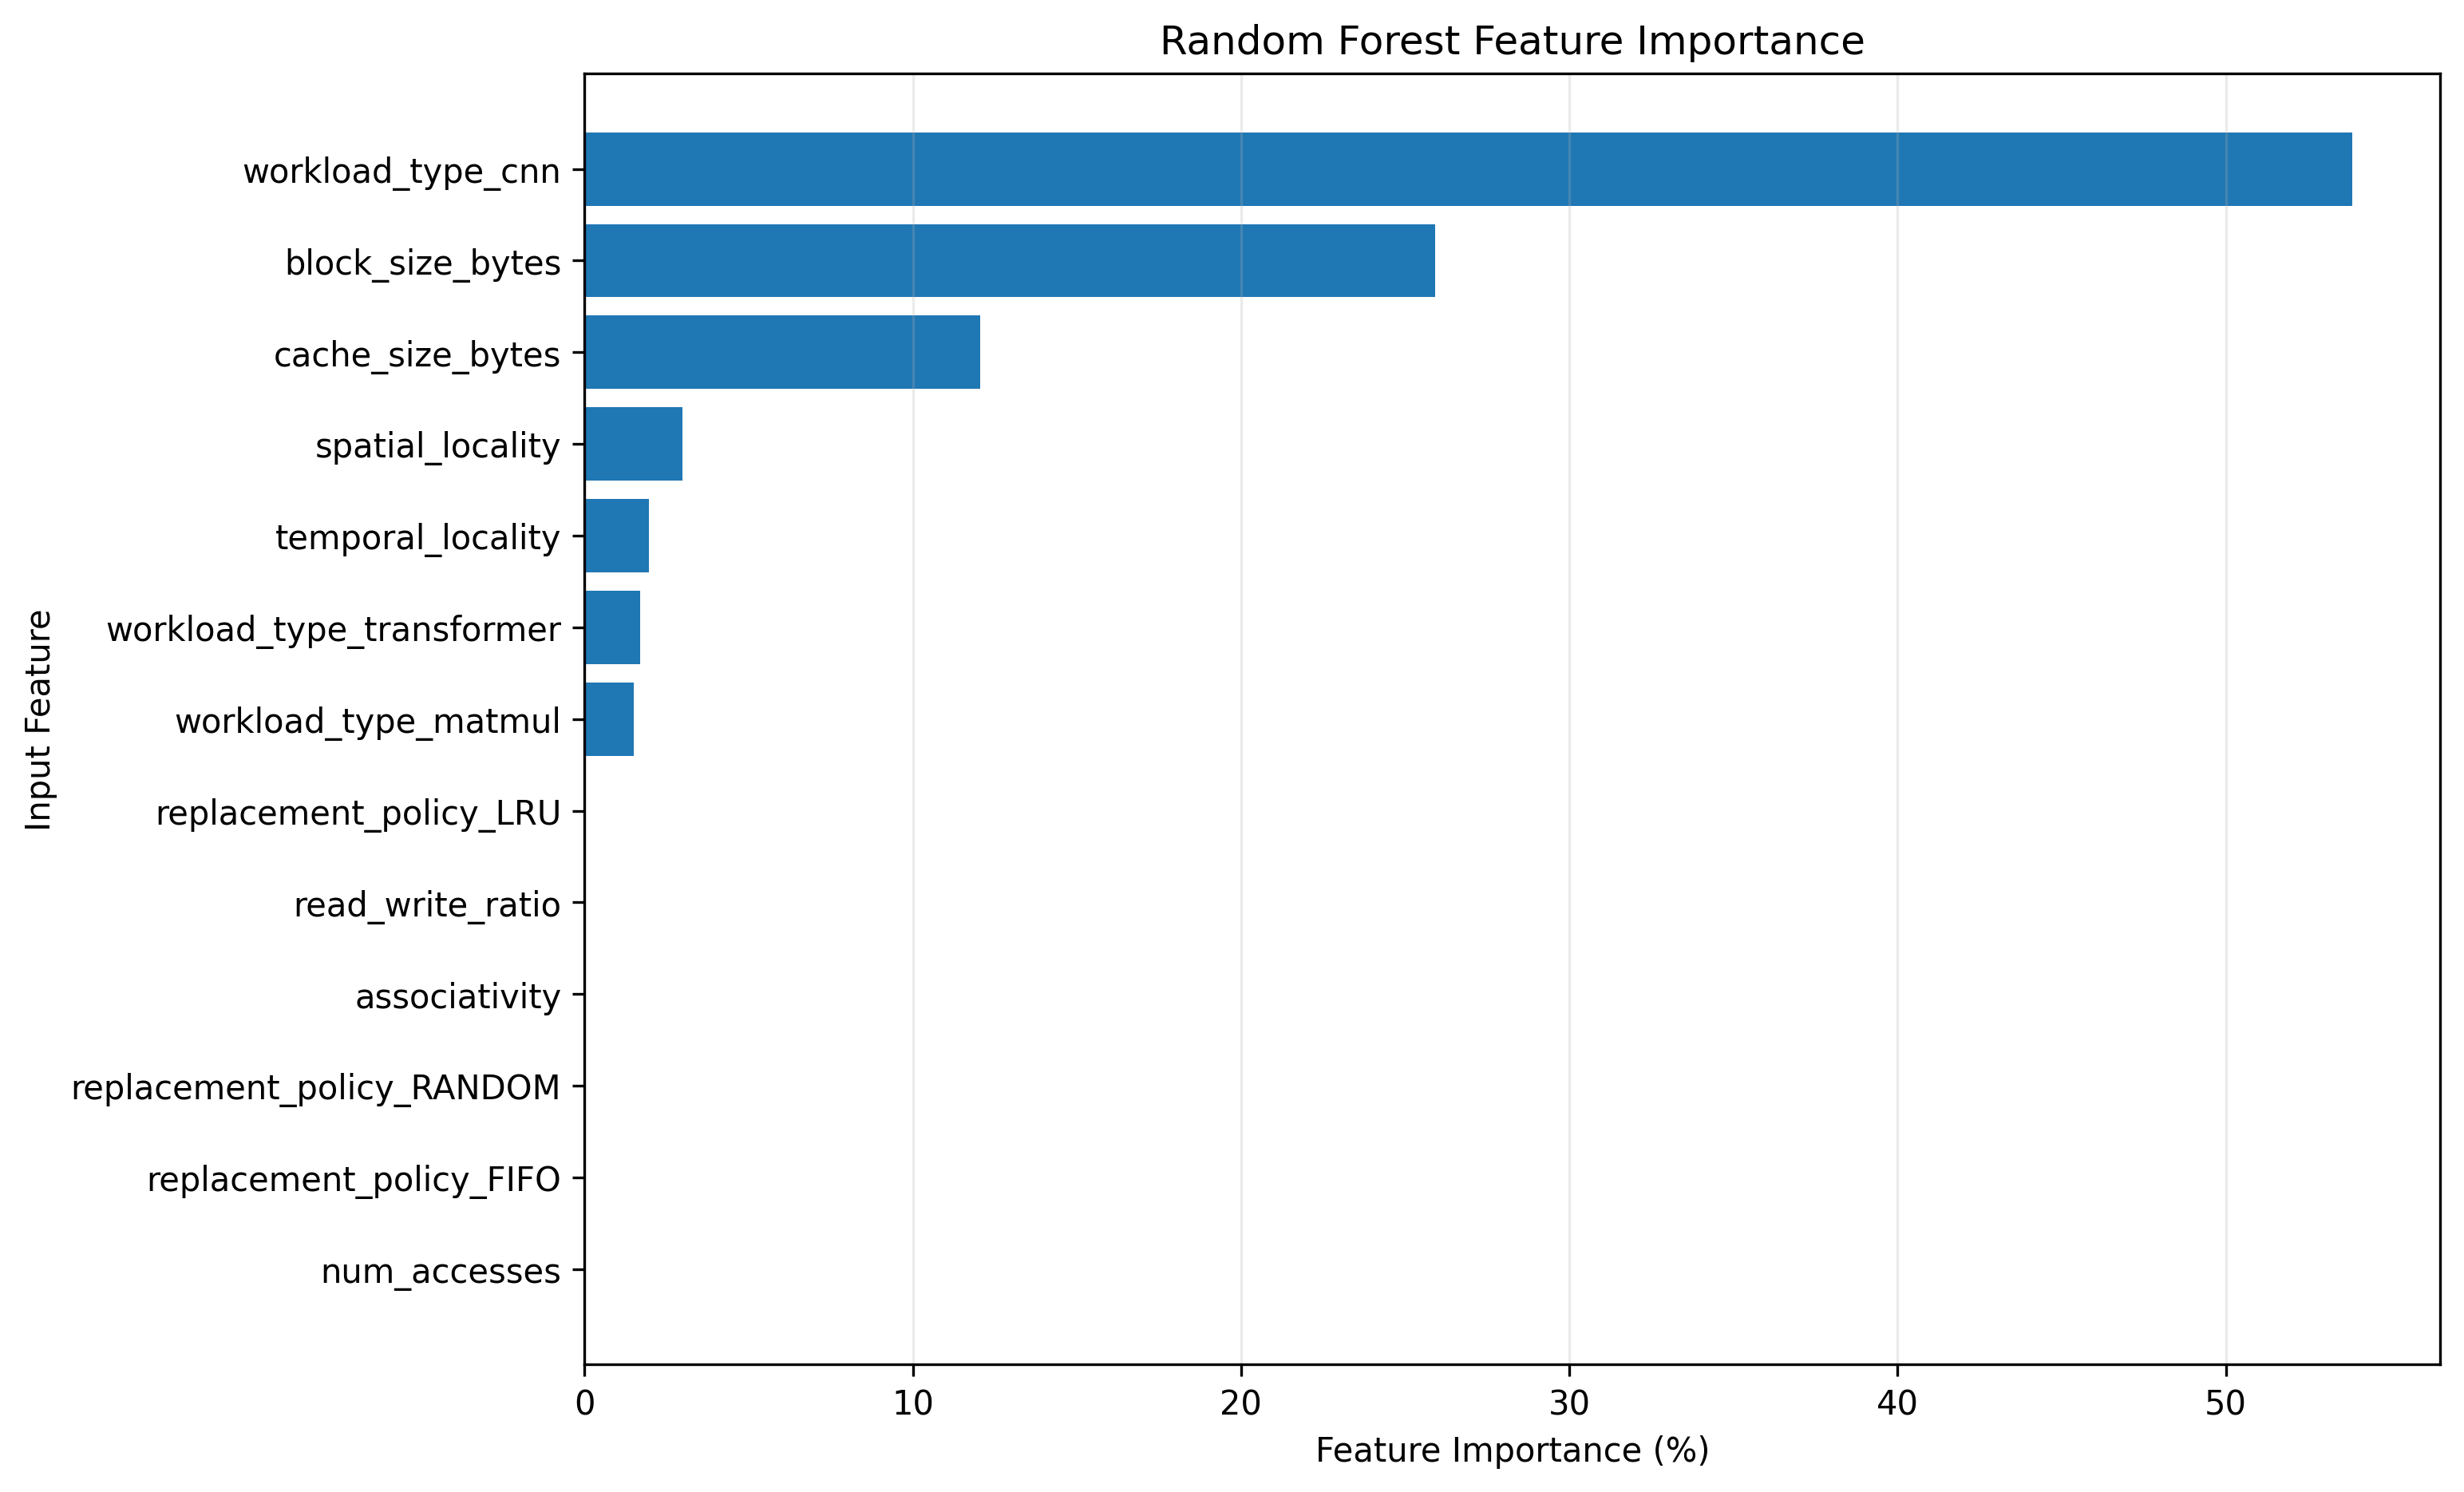 Random Forest Feature Importance
workload_type_cnn
block_size_bytes
cache_size_bytes
spatial_locality
temporal_locality
workload_type_transformer
workload_type_matmul
replacement_policy_LRU
read_write_ratio
associativity
replacement_policy_RANDOM
replacement_policy_FIFO
num_accesses
Input Feature
0 10 20 30 40 50
Feature Importance (%)